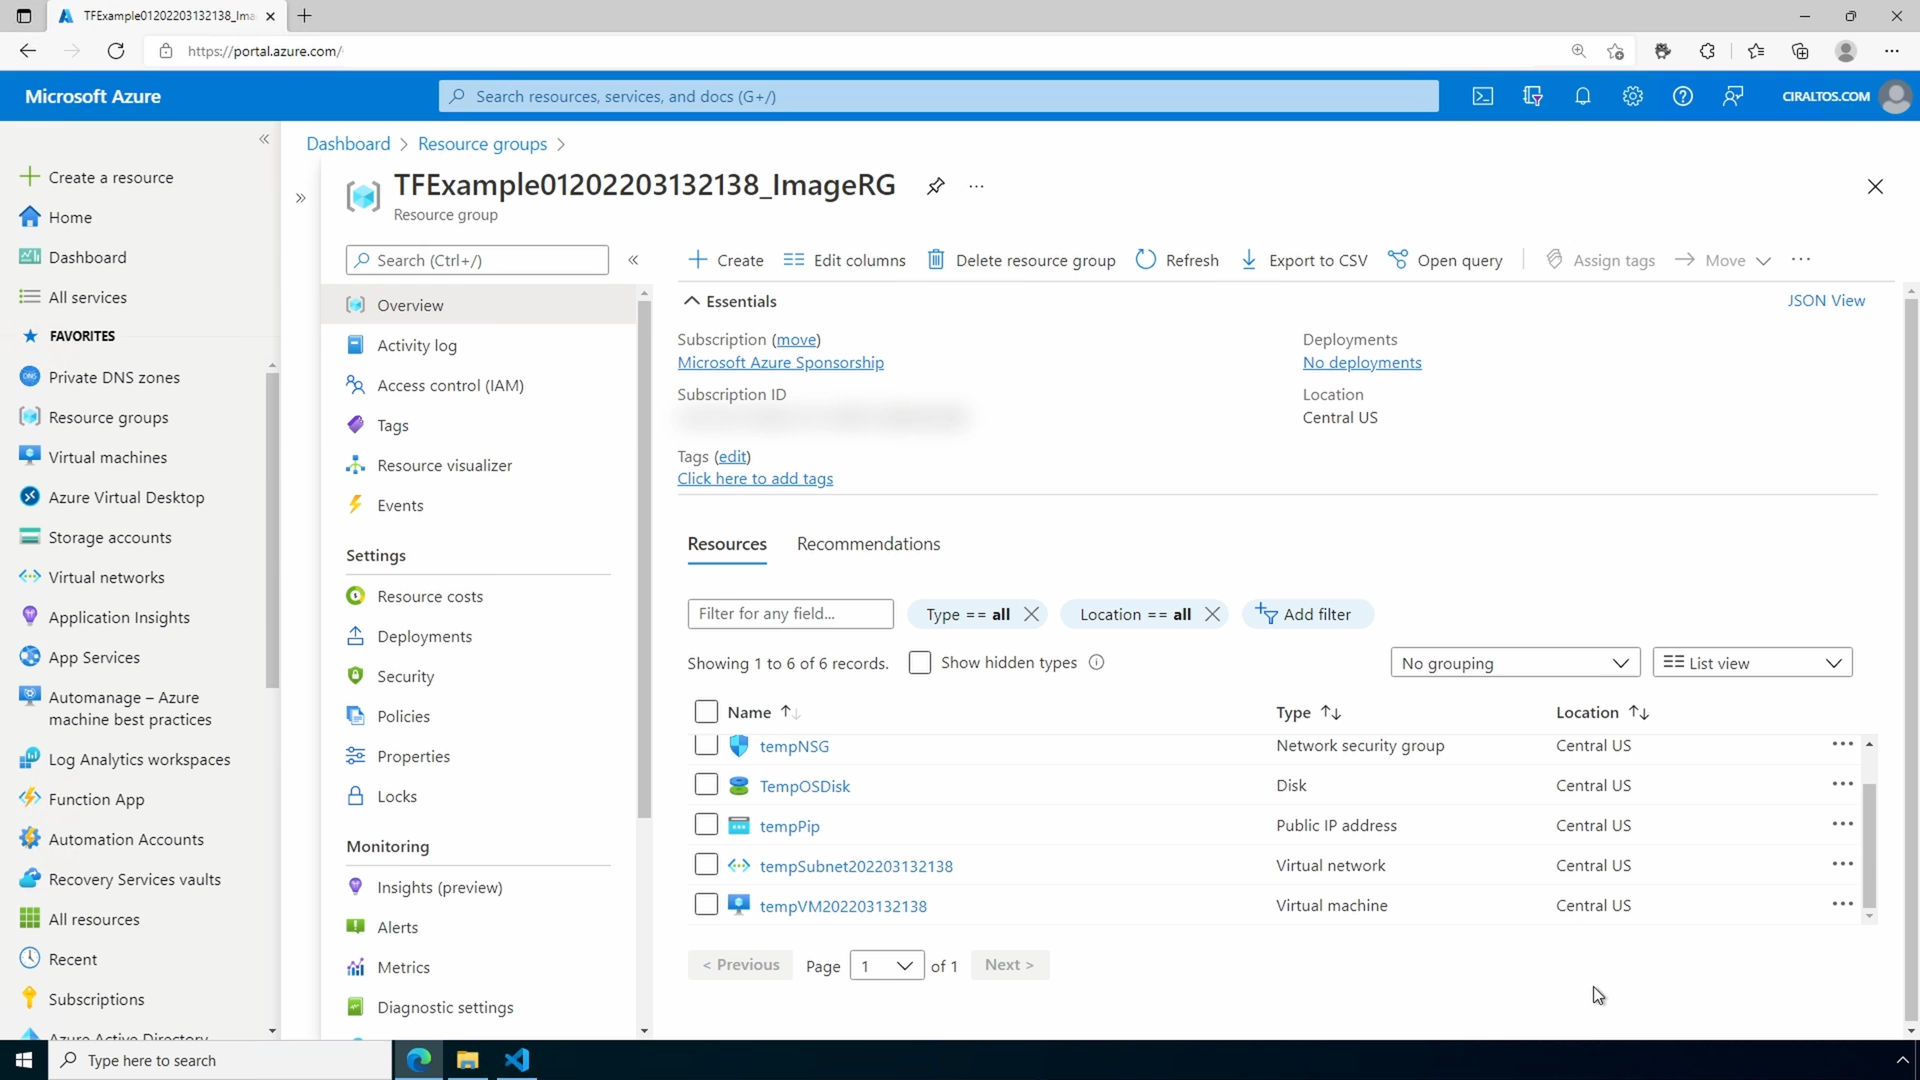 TFExample01202203132138_Ima
https://portal.azure.com/
Microsoft Azure
Search resources, services, and docs (G+/)
CIRALTOS.COM
Dashboard > Resource groups >
Create a resource
Home
Dashboard
All services
FAVORITES
Private DNS zones
Resource groups
Virtual machines
Azure Virtual Desktop
Storage accounts
Virtual networks
Application Insights
App Services
Automanage – Azure
machine best practices
Log Analytics workspaces
Function App
Automation Accounts
Recovery Services vaults
All resources
Recent
Subscriptions
Azure Active Directory
TFExample01202203132138_ImageRG
Resource group
Search (Ctrl+/)
Overview
Activity log
Access control (IAM)
Tags
Resource visualizer
Events
Settings
Resource costs
Deployments
Security
Policies
Properties
Locks
Monitoring
Insights (preview)
Alerts
Metrics
Diagnostic settings
Create Edit columns Delete resource group Refresh Export to CSV Open query Assign tags Move
Essentials JSON View
Subscription (move)
Microsoft Azure Sponsorship
Subscription ID
Tags (edit)
Click here to add tags
Deployments
No deployments
Location
Central US
Resources Recommendations
Filter for any field... Type == all Location == all Add filter
Showing 1 to 6 of 6 records. Show hidden types No grouping List view
Name Type Location
tempNSG Network security group Central US
TempOSDisk Disk Central US
tempPip Public IP address Central US
tempSubnet202203132138 Virtual network Central US
tempVM202203132138 Virtual machine Central US
< Previous Page 1 of 1 Next >
Type here to search